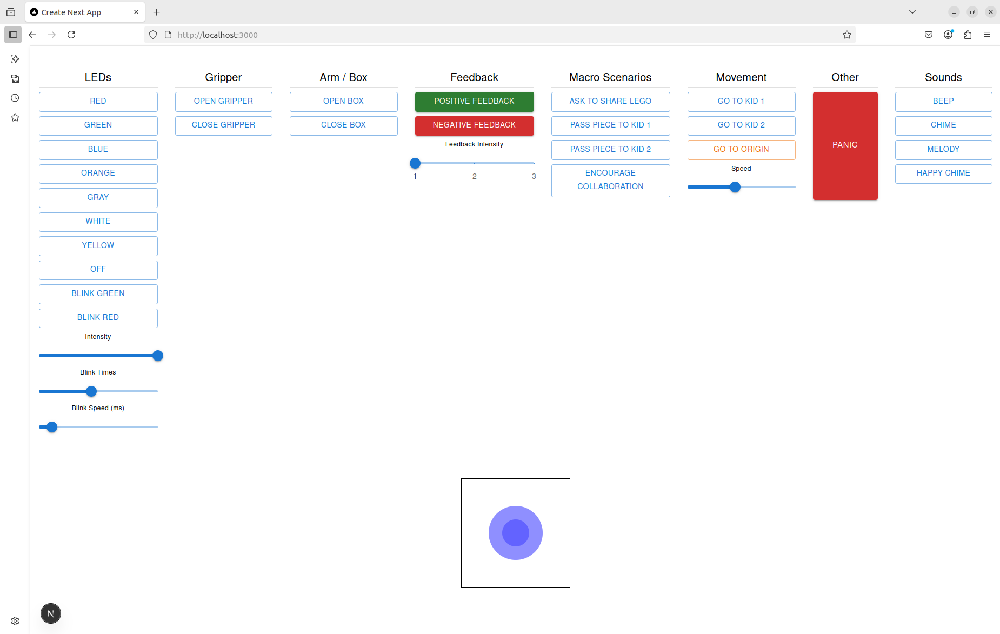 Create Next App
http://localhost:3000
LEDs
RED
GREEN
BLUE
ORANGE
GRAY
WHITE
YELLOW
OFF
BLINK GREEN
BLINK RED
Intensity
Blink Times
Blink Speed (ms)
Gripper
OPEN GRIPPER
CLOSE GRIPPER
Arm / Box
OPEN BOX
CLOSE BOX
Feedback
POSITIVE FEEDBACK
NEGATIVE FEEDBACK
Feedback Intensity
1 2 3
Macro Scenarios
ASK TO SHARE LEGO
PASS PIECE TO KID 1
PASS PIECE TO KID 2
ENCOURAGE
COLLABORATION
Movement
GO TO KID 1
GO TO KID 2
GO TO ORIGIN
Speed
Other
PANIC
Sounds
BEEP
CHIME
MELODY
HAPPY CHIME
N